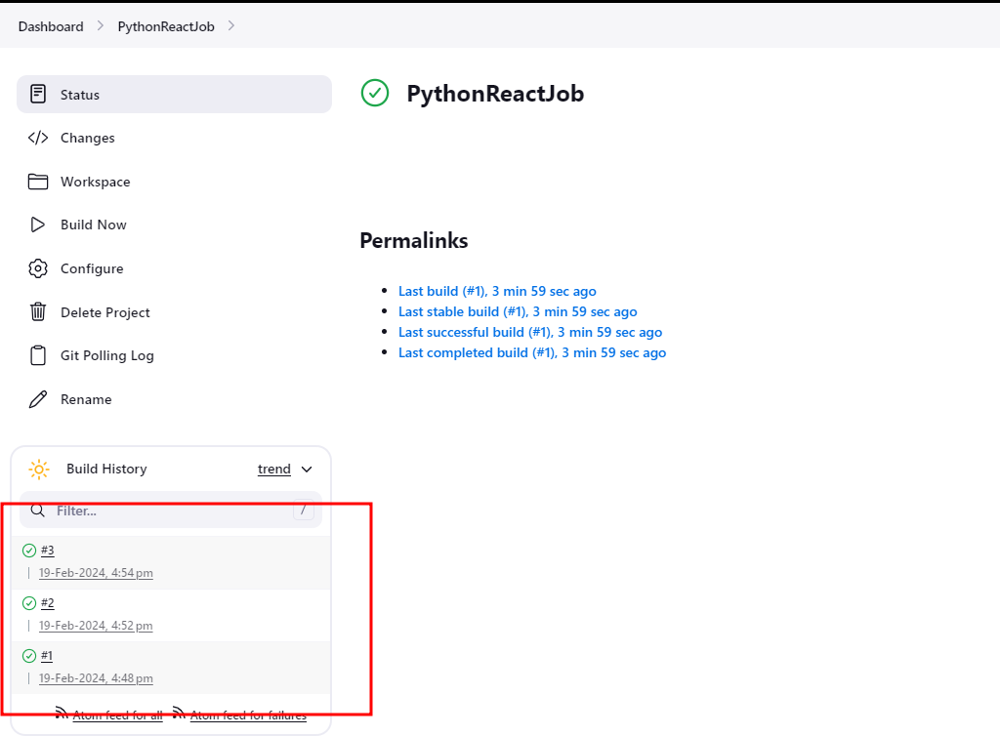 Dashboard PythonReactJob
Status
Changes
Workspace
Build Now
Configure
Delete Project
Git Polling Log
Rename
PythonReactJob
Permalinks
Last build (#1), 3 min 59 sec ago
Last stable build (#1), 3 min 59 sec ago
Last successful build (#1), 3 min 59 sec ago
Last completed build (#1), 3 min 59 sec ago
Build History trend
Filter... /
#3
19-Feb-2024, 4:54 pm
#2
19-Feb-2024, 4:52 pm
#1
19-Feb-2024, 4:48 pm
Atom feed for all Atom feed for failures